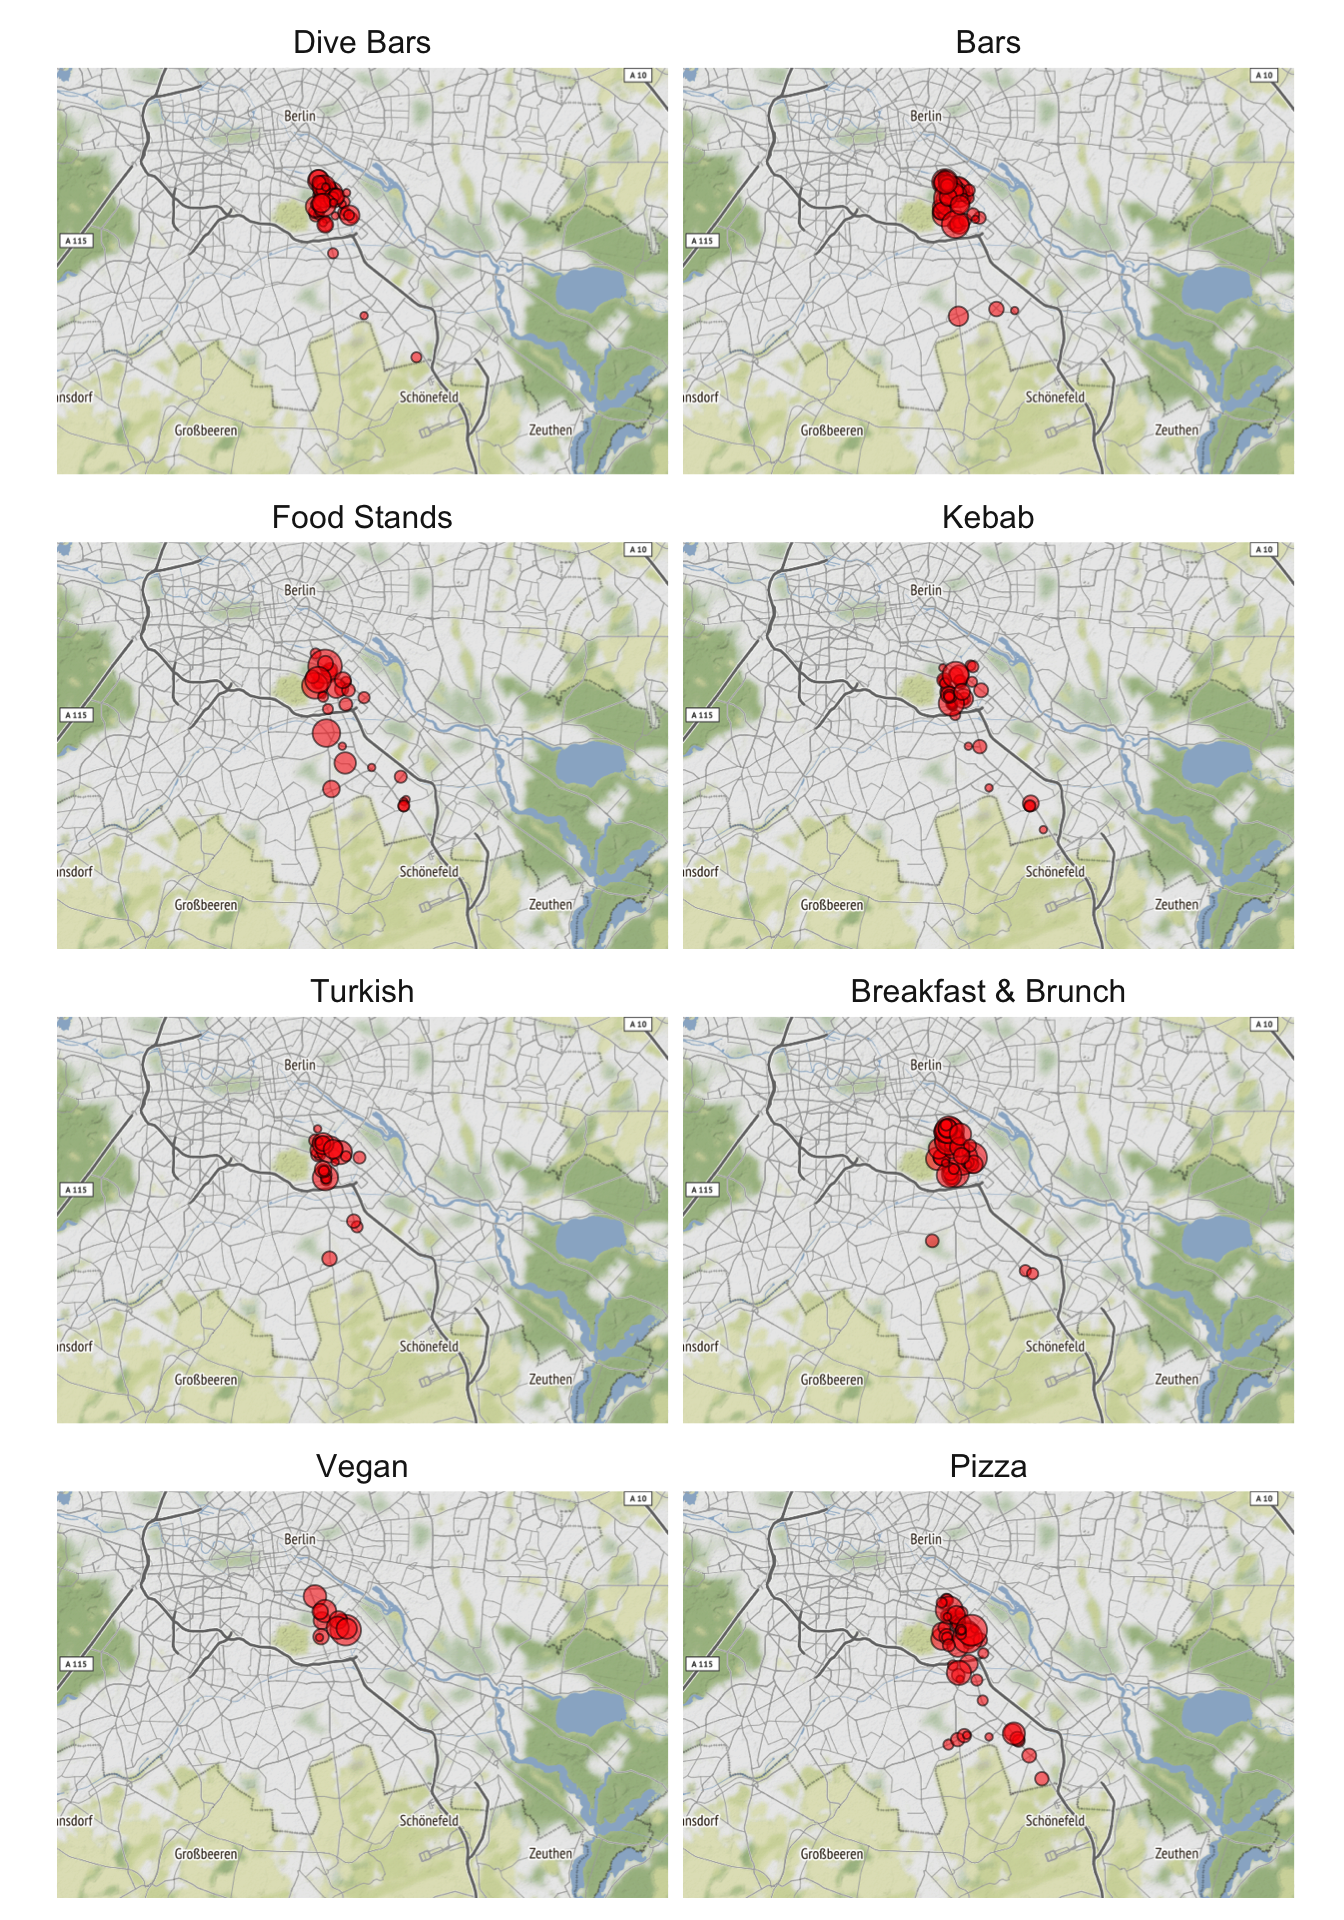 Dive Bars
Bars
A 10
Berlin
A 115
nsdorf
Schönefeld
Großbeeren
Zeuthen
A 10
Berlin
A 115
nsdorf
Schönefeld
Großbeeren
Zeuthen
Food Stands
Kebab
A 10
Berlin
A 115
nsdorf
Schönefeld
Großbeeren
Zeuthen
A 10
Berlin
A 115
nsdorf
Schönefeld
Großbeeren
Zeuthen
Turkish
Breakfast & Brunch
A 10
Berlin
A 115
nsdorf
Schönefeld
Großbeeren
Zeuthen
A 10
Berlin
A 115
nsdorf
Schönefeld
Großbeeren
Zeuthen
Vegan
Pizza
A 10
Berlin
A 115
nsdorf
Schönefeld
Großbeeren
Zeuthen
A 10
Berlin
A 115
nsdorf
Schönefeld
Großbeeren
Zeuthen